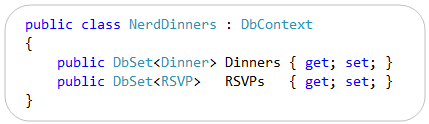 public class NerdDinners : DbContext
{
    public DbSet<Dinner> Dinners { get; set; }
    public DbSet<RSVP>   RSVPs   { get; set; }
}